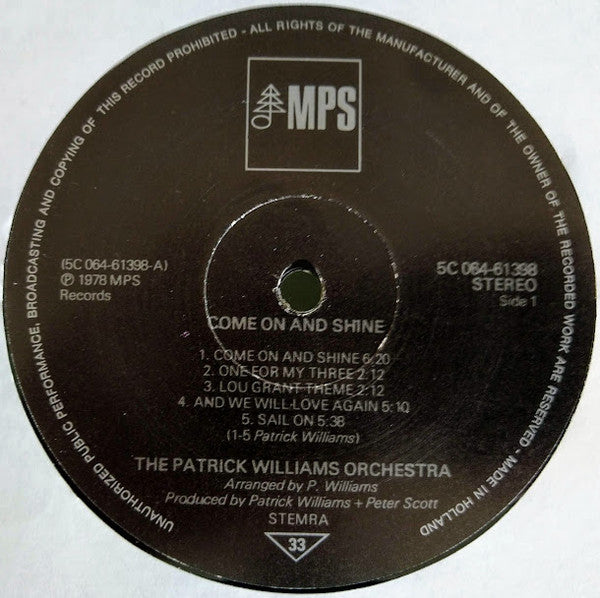 UNAUTHORIZED PUBLIC PERFORMANCE, BROADCASTING AND COPYING OF THIS RECORD PROHIBITED - ALL RIGHTS OF THE MANUFACTURER AND OF THE OWNER OF THE RECORDED WORK ARE RESERVED - MADE IN HOLLAND
MPS
(5C 064-61398-A)
℗ 1978 MPS
Records
5C 064-61398
STEREO
Side 1
COME ON AND SHINE
1. COME ON AND SHINE 6:20
2. ONE FOR MY THREE 2:12
3. LOU GRANT THEME 2:12
4. AND WE WILL LOVE AGAIN 5:10
5. SAIL ON 5:38
(1-5 Patrick Williams)
THE PATRICK WILLIAMS ORCHESTRA
Arranged by P. Williams
Produced by Patrick Williams + Peter Scott
STEMRA
33